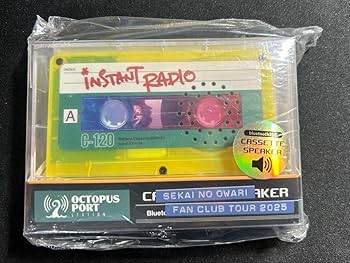 INSTANT RADIO
A
C-120
bluetooth
CASSETTE
SPEAKER
OCTOPUS
PORT
STATION
SEKAI NO OWARI
FAN CLUB TOUR 2025